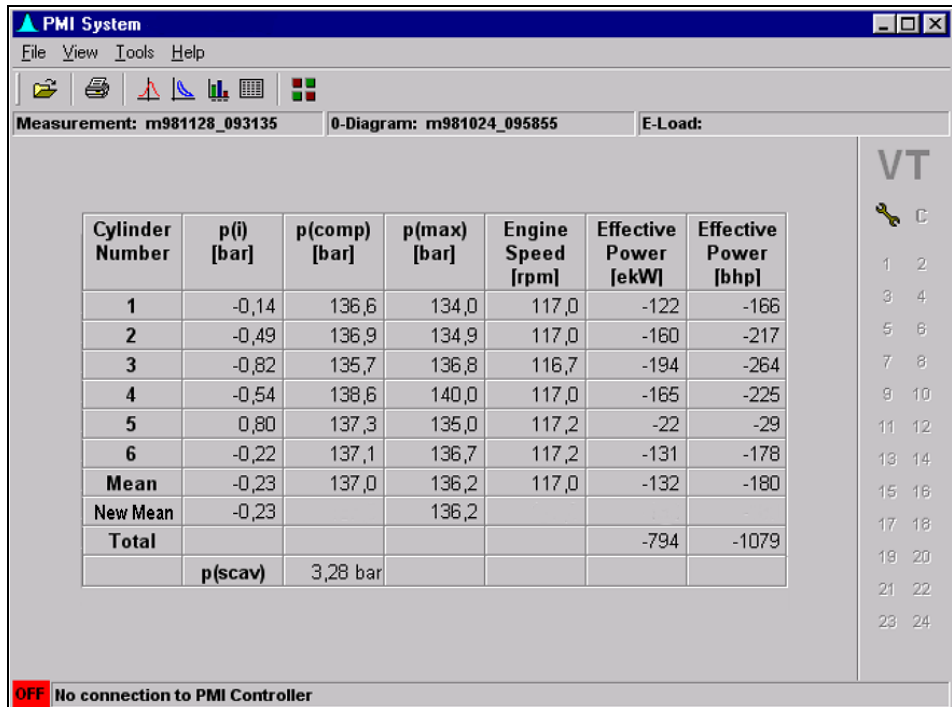 PMI System
File View Tools Help
Measurement: m981128_093135 0-Diagram: m981024_095855 E-Load:
VT
C
Cylinder Number p(i) [bar] p(comp) [bar] p(max) [bar] Engine Speed [rpm] Effective Power [ekW] Effective Power [bhp]
1 -0,14 136,6 134,0 117,0 -122 -166
2 -0,49 136,9 134,9 117,0 -160 -217
3 -0,82 135,7 136,8 116,7 -194 -264
4 -0,54 138,6 140,0 117,0 -165 -225
5 0,80 137,3 135,0 117,2 -22 -29
6 -0,22 137,1 136,7 117,2 -131 -178
Mean -0,23 137,0 136,2 117,0 -132 -180
New Mean -0,23 136,2
Total -794 -1079
p(scav) 3,28 bar
1 2
3 4
5 6
7 8
9 10
11 12
13 14
15 16
17 18
19 20
21 22
23 24
OFF No connection to PMI Controller